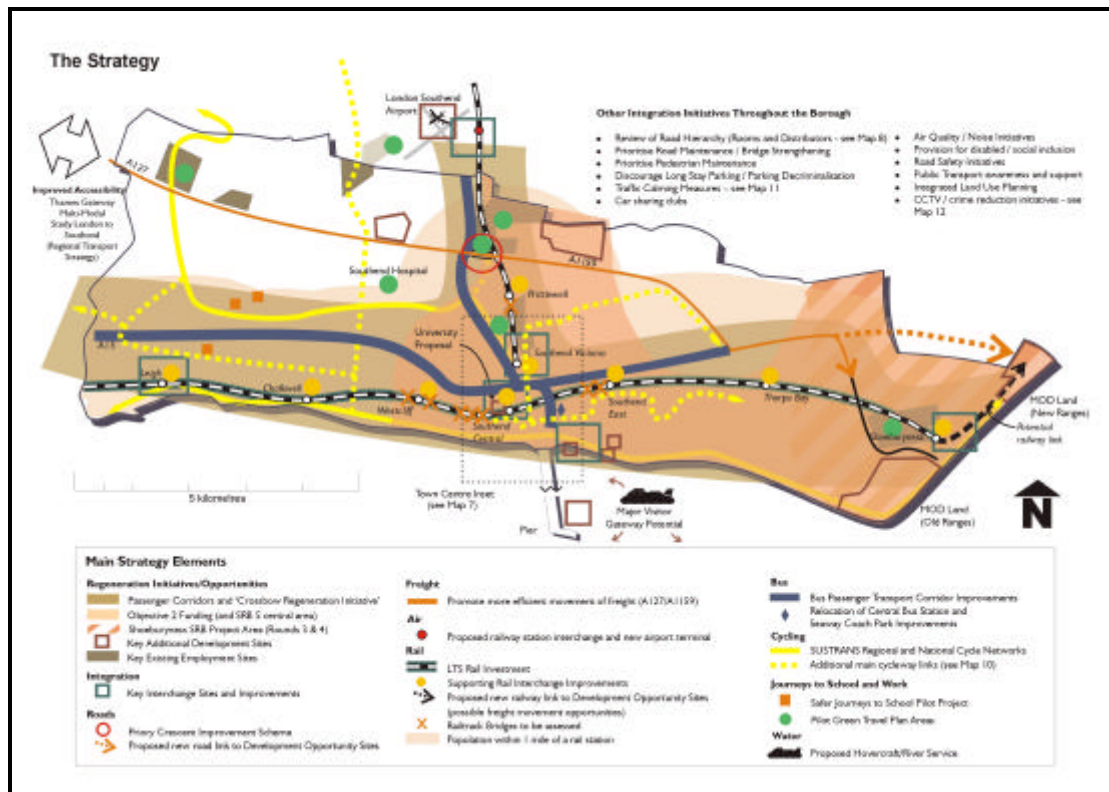 The Strategy
London Southend
Airport
Other Integration Initiatives Throughout the Borough
Review of Road Hierarchy (Rooms and Distributors - see Map 8)
Prioritise Road Maintenance / Bridge Strengthening
Prioritise Pedestrian Maintenance
Discourage Long Stay Parking / Parking Decriminalisation
Traffic Calming Measures - see Map 11
Car sharing clubs
Air Quality / Noise Initiatives
Provision for disabled / social inclusion
Road Safety Initiatives
Public Transport awareness and support
Integrated Land Use Planning
CCTV / crime reduction initiatives - see
Map 12
A127
Improved Accessibility
Thames Gateway
Multi-Modal
Study London to
Southend
(Regional Transport
Strategy)
A1159
Southend Hospital
Prittlewell
University
Proposal
Southend Victoria
A13
Leigh
Chalkwell
Westcliff
Southend
Central
Southend
East
Thorpe Bay
Shoeburyness
MOD Land
(New Ranges)
Potential
railway link
5 kilometres
Town Centre Inset
(see Map 7)
Pier
Major Visitor
Gateway Potential
MOD Land
(Old Ranges)
N
Main Strategy Elements
Regeneration Initiatives/Opportunities
Passenger Corridors and 'Crossbow Regeneration Initiative'
Objective 2 Funding (and SRB 5 central area)
Shoeburyness SRB Project Area (Rounds 3 & 4)
Key Additional Development Sites
Key Existing Employment Sites
Integration
Key Interchange Sites and Improvements
Roads
Priory Crescent Improvement Scheme
Proposed new road link to Development Opportunity Sites
Freight
Promote more efficient movement of freight (A127/A1159)
Air
Proposed railway station interchange and new airport terminal
Rail
LTS Rail Investment
Supporting Rail Interchange Improvements
Proposed new railway link to Development Opportunity Sites
(possible freight movement opportunities)
Railtrack Bridges to be assessed
Population within 1 mile of a rail station
Bus
Bus Passenger Transport Corridor Improvements
Relocation of Central Bus Station and
Seaway Coach Park Improvements
Cycling
SUSTRANS Regional and National Cycle Networks
Additional main cycleway links (see Map 10)
Journeys to School and Work
Safer Journeys to School Pilot Project
Pilot Green Travel Plan Areas
Water
Proposed Hovercraft/River Service